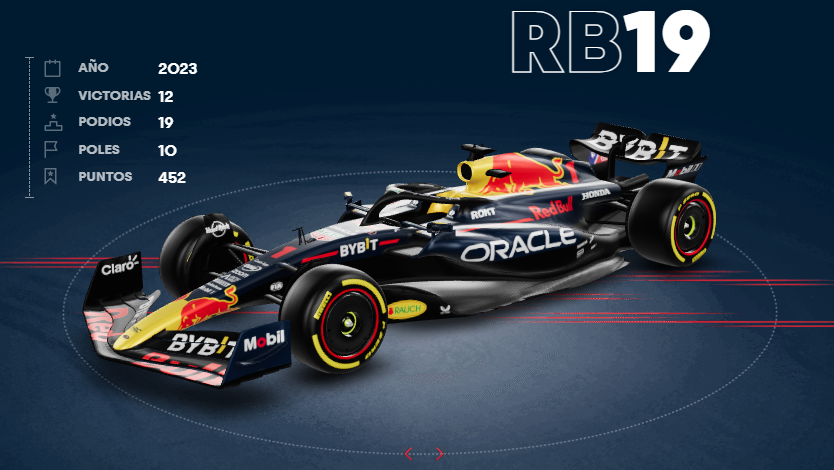 RB19
AÑO 2023
VICTORIAS 12
PODIOS 19
POLES 10
PUNTOS 452
BYBIT
Mobil
HONDA
Red Bull
ROKT
ORACLE
BYBIT
Claro
RAUCH
BYBIT
Mobil